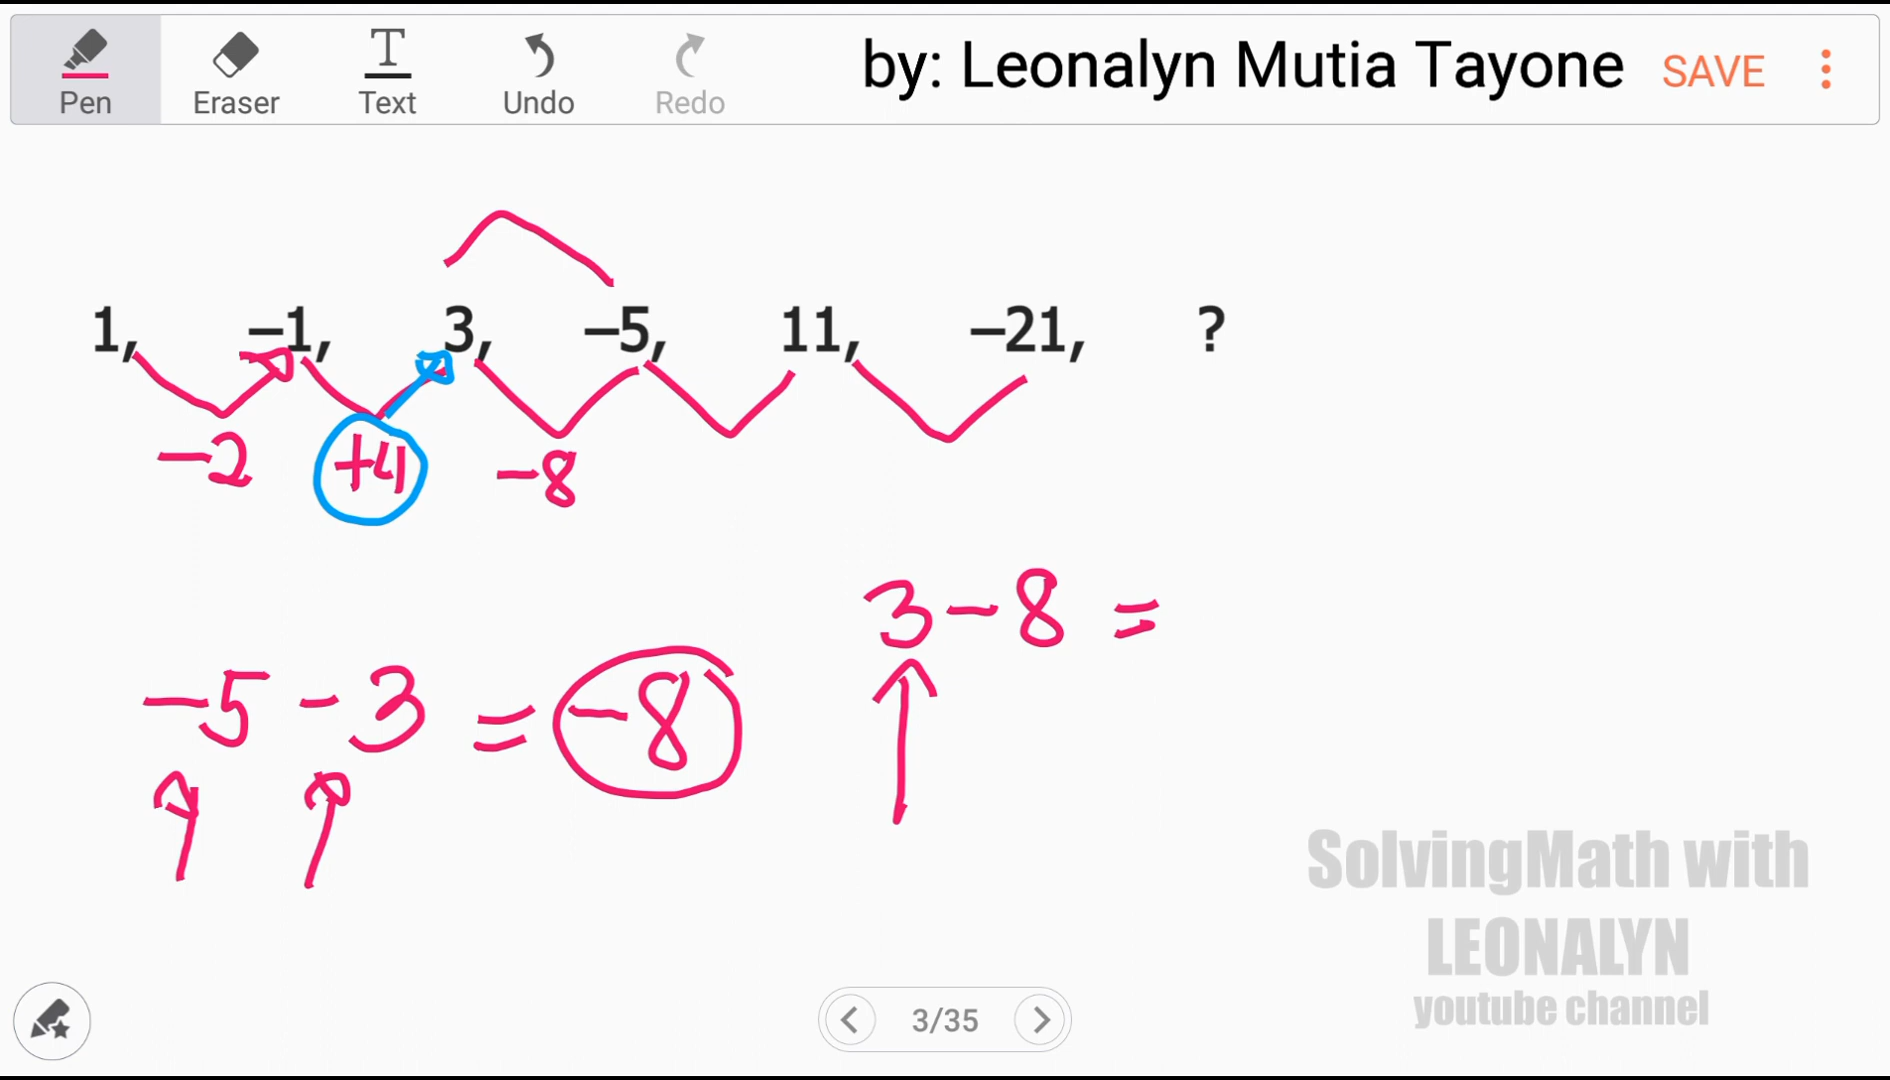 Pen Eraser Text Undo Redo by: Leonalyn Mutia Tayone SAVE
1, –1, 3, –5, 11, –21, ?
-2 +4 -8
3-8=
-5-3=-8
SolvingMath with
LEONALYN
youtube channel
3/35